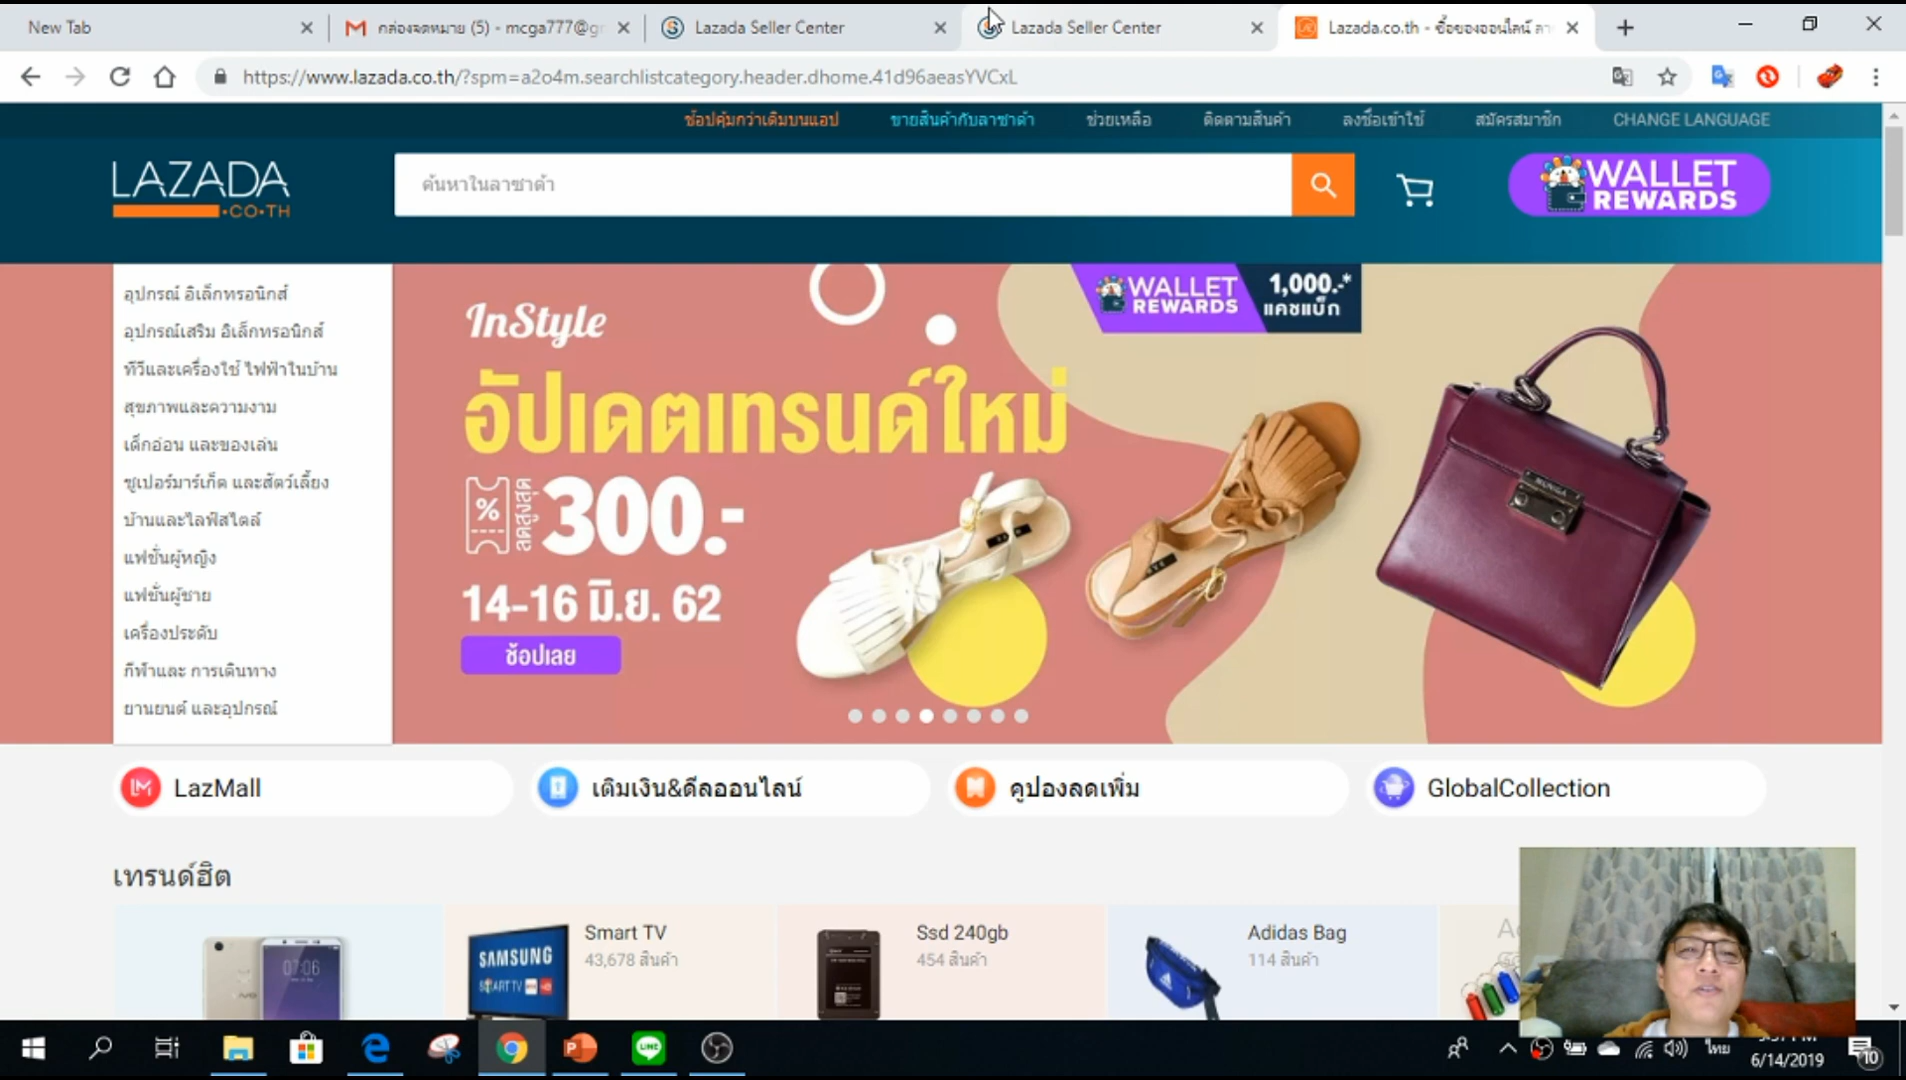 New Tab
กล่องจดหมาย (5) - mcga777@gm
Lazada Seller Center
Lazada Seller Center
Lazada.co.th - ซื้อของออนไลน์
https://www.lazada.co.th/?spm=a2o4m.searchlistcategory.header.dhome.41d96aeasYVCxL
ช้อปคุ้มกว่าเดิมบนแอป
ขายสินค้ากับลาซาด้า
ช่วยเหลือ
ติดตามสินค้า
ลงชื่อเข้าใช้
สมัครสมาชิก
CHANGE LANGUAGE
LAZADA
.CO.TH
ค้นหาในลาซาด้า
WALLET
REWARDS
อุปกรณ์ อิเล็กทรอนิกส์
อุปกรณ์เสริม อิเล็กทรอนิกส์
ทีวีและเครื่องใช้ ไฟฟ้าในบ้าน
สุขภาพและความงาม
เด็กอ่อน และของเล่น
ซูเปอร์มาร์เก็ต และสัตว์เลี้ยง
บ้านและไลฟ์สไตล์
แฟชั่นผู้หญิง
แฟชั่นผู้ชาย
เครื่องประดับ
กีฬาและ การเดินทาง
ยานยนต์ และอุปกรณ์
WALLET
REWARDS
1,000.-*
แคชแบ็ก
InStyle
อัปเดตเทรนด์ใหม่
%
ลดสูงสุด
300.-
14-16 มิ.ย. 62
ช้อปเลย
LazMall
เติมเงิน&ดีลออนไลน์
คูปองลดเพิ่ม
GlobalCollection
เทรนด์ฮิต
07:06
SAMSUNG
SMART TV
Smart TV
43,678 สินค้า
Ssd 240gb
454 สินค้า
Adidas Bag
114 สินค้า
LINE
ไทย
6/14/2019
10